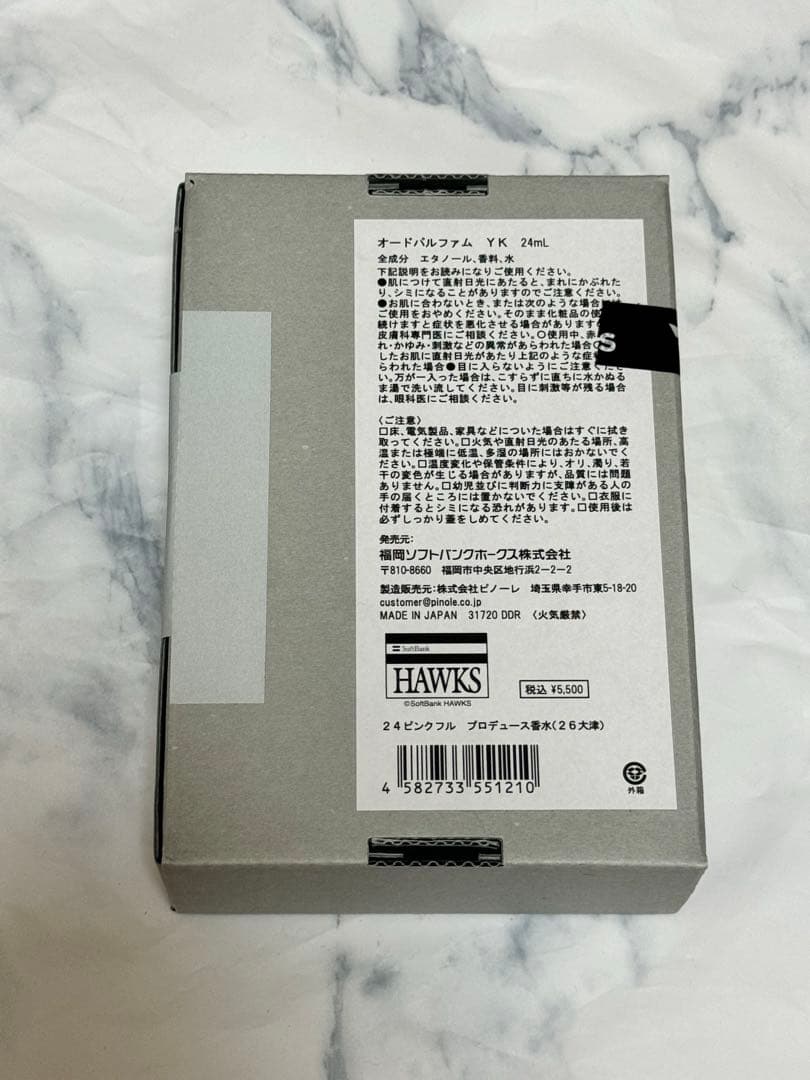 オードパルファム YK 24mL
全成分 エタノール、香料、水
下記説明をお読みになりご使用ください。
●肌につけて直射日光にあたると、まれにかぶれた
り、シミになることがありますのでご注意ください。
●お肌に合わないとき、または次のような場合に
ご使用をおやめください。そのまま化粧品の使
続けますと症状を悪化させる場合があります
皮膚科専門医にご相談ください。○使用中、赤
れ・かゆみ・刺激などの異常があらわれた場合○
したお肌に直射日光があたり上記のような症
らわれた場合●目に入らないようにご注意くだ
い。万が一入った場合は、こすらずに直ちに水かぬる
ま湯で洗い流してください。目に刺激等が残る場合
は、眼科医にご相談ください。
〈ご注意〉
□床、電気製品、家具などについた場合はすぐに拭き
取ってください。□火気や直射日光のあたる場所、高
温または極端に低温、多湿の場所にはおかないでく
ださい。□温度変化や保管条件により、オリ、濁り、若
干の変色が生じる場合がありますが、品質には問題
ありません。□幼児並びに判断力に支障がある人の
手の届くところには置かないでください。□衣服に
付着するとシミになる恐れがあります。□使用後は
必ずしっかり蓋をしめてください。
発売元:
福岡ソフトバンクホークス株式会社
〒810-8660 福岡市中央区地行浜2-2-2
製造販売元:株式会社ピノーレ 埼玉県幸手市東5-18-20
customer@pinole.co.jp
MADE IN JAPAN 31720 DDR 〈火気厳禁〉
SoftBank
HAWKS
©SoftBank HAWKS
税込 ¥5,500
24ピンクフル プロデュース香水(26大津)
4 582733 551210
外箱
S